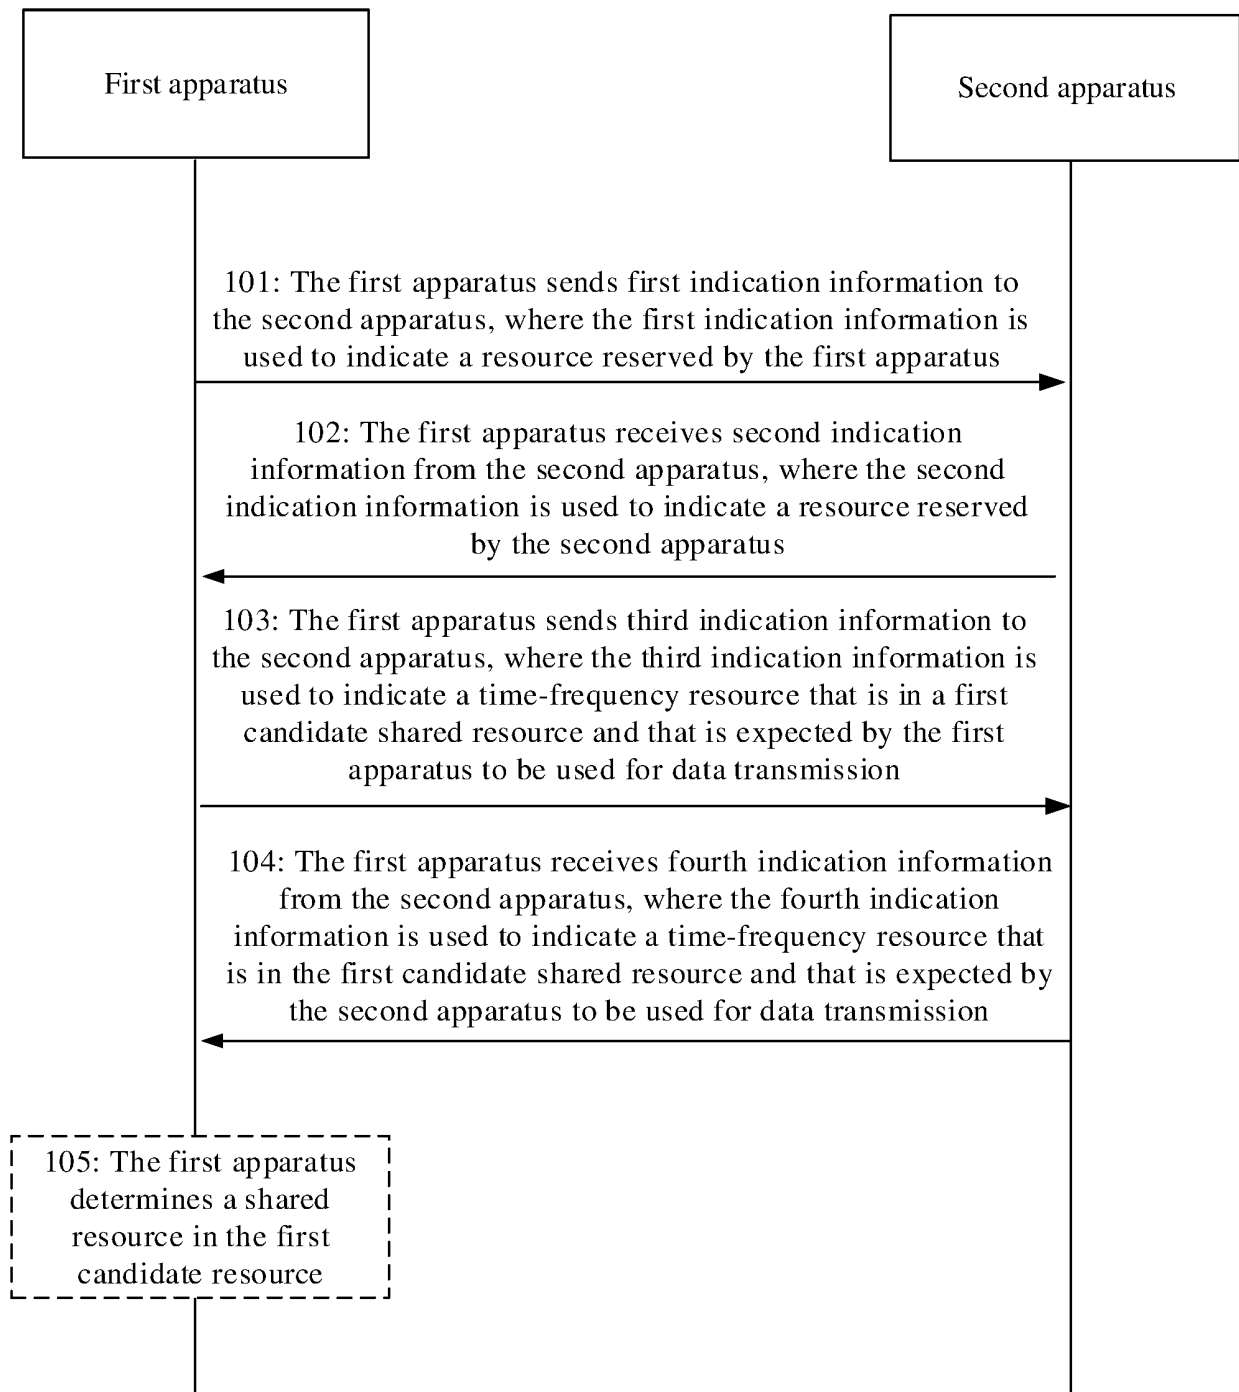 First apparatus
Second apparatus
101: The first apparatus sends first indication information to
the second apparatus, where the first indication information is
used to indicate a resource reserved by the first apparatus
102: The first apparatus receives second indication
information from the second apparatus, where the second
indication information is used to indicate a resource reserved
by the second apparatus
103: The first apparatus sends third indication information to
the second apparatus, where the third indication information is
used to indicate a time-frequency resource that is in a first
candidate shared resource and that is expected by the first
apparatus to be used for data transmission
104: The first apparatus receives fourth indication information
from the second apparatus, where the fourth indication
information is used to indicate a time-frequency resource that
is in the first candidate shared resource and that is expected by
the second apparatus to be used for data transmission
105: The first apparatus
determines a shared
resource in the first
candidate resource